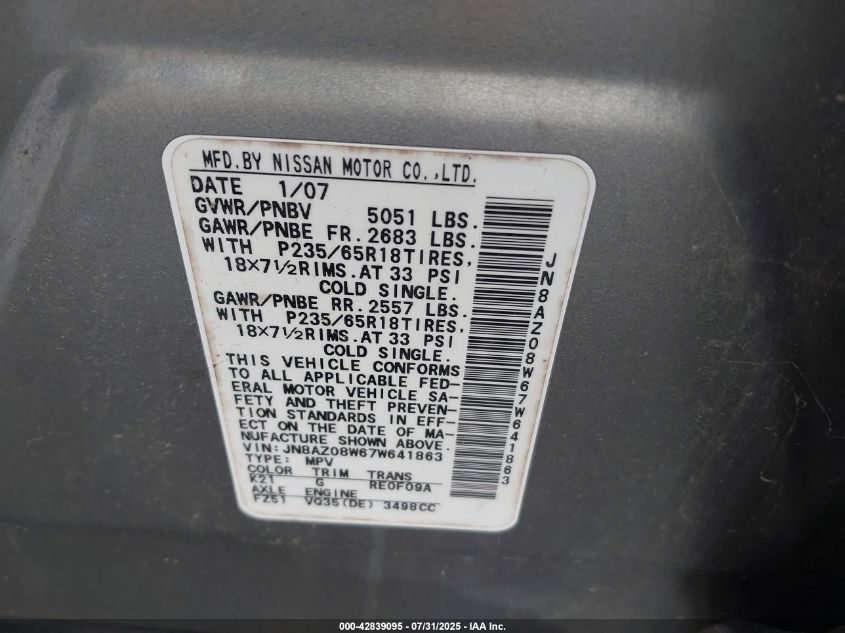 MFD.BY NISSAN MOTOR CO.,LTD.
DATE 1/07
GVWR/PNBV 5051 LBS.
GAWR/PNBE FR. 2683 LBS.
WITH P235/65R18TIRES,
18×7½RIMS.AT 33 PSI
COLD SINGLE.
GAWR/PNBE RR. 2557 LBS.
WITH P235/65R18TIRES,
18×7½RIMS.AT 33 PSI
COLD SINGLE.
THIS VEHICLE CONFORMS
TO ALL APPLICABLE FED-
ERAL MOTOR VEHICLE SA-
FETY AND THEFT PREVEN-
TION STANDARDS IN EFF-
ECT ON THE DATE OF MA-
NUFACTURE SHOWN ABOVE.
VIN: JN8AZ08W67W641863
TYPE: MPV
COLOR TRIM TRANS
K21 G RE0F09A
AXLE ENGINE
FZ51 VQ35(DE) 3498CC
JN8AZ08W67W641863
000-42839095 - 07/31/2025 - IAA Inc.